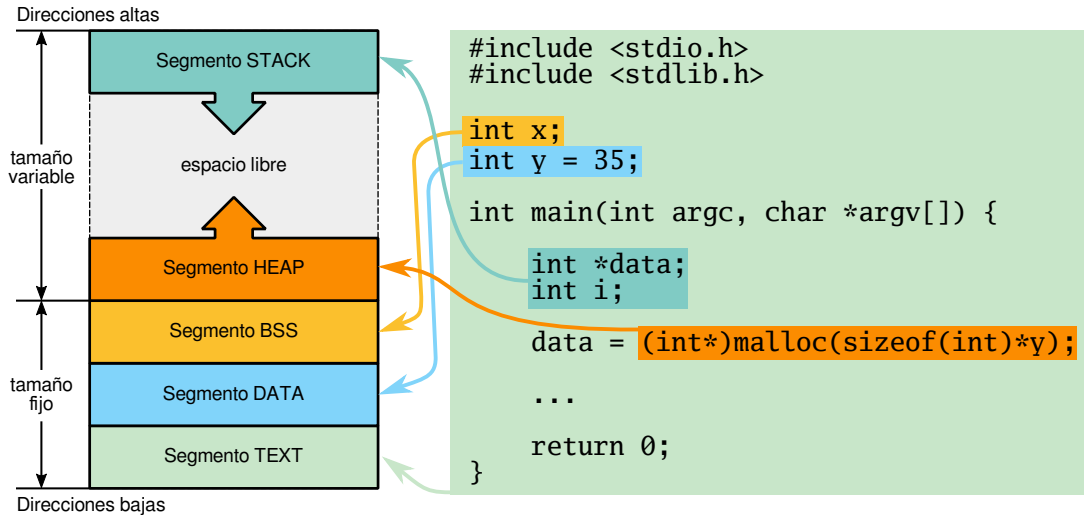 Direcciones altas
Segmento STACK
espacio libre
tamaño
variable
Segmento HEAP
Segmento BSS
tamaño
fijo
Segmento DATA
Segmento TEXT
Direcciones bajas
#include <stdio.h>
#include <stdlib.h>
int x;
int y = 35;
int main(int argc, char *argv[]) {
int *data;
int i;
data = (int*)malloc(sizeof(int)*y);
...
return 0;
}